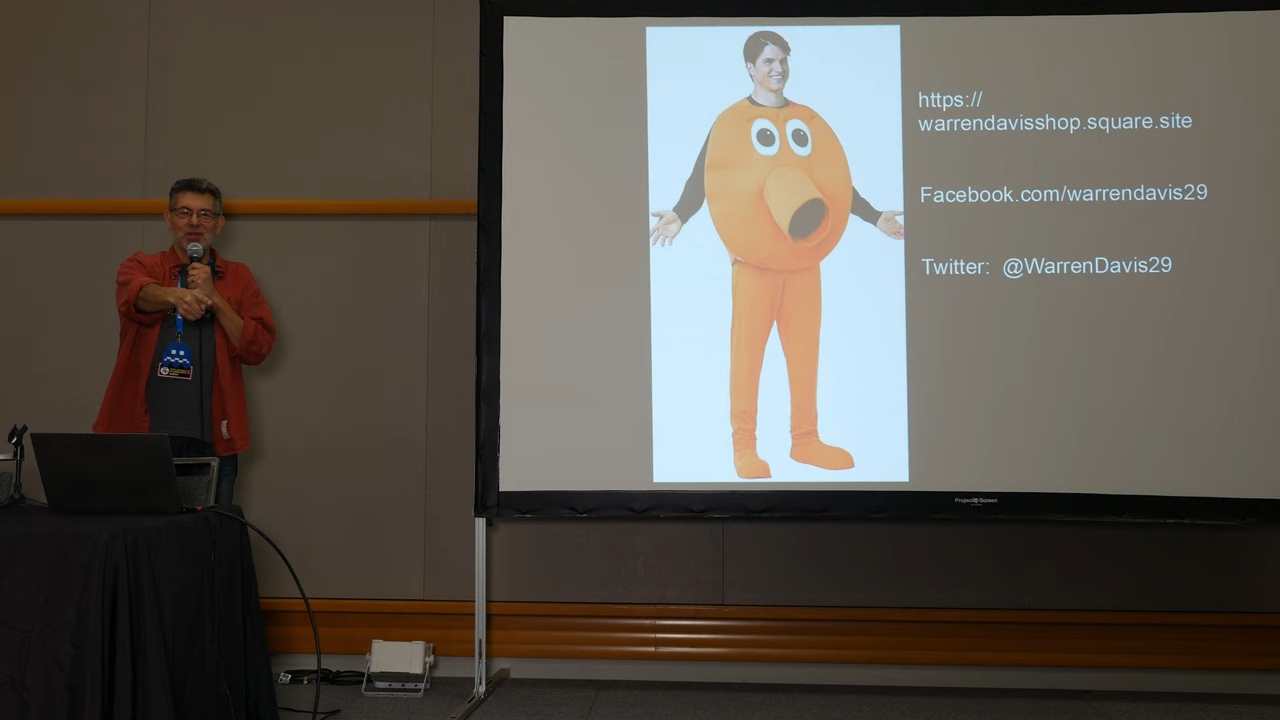 https://
warrendavisshop.square.site
Facebook.com/warrendavis29
Twitter: @WarrenDavis29